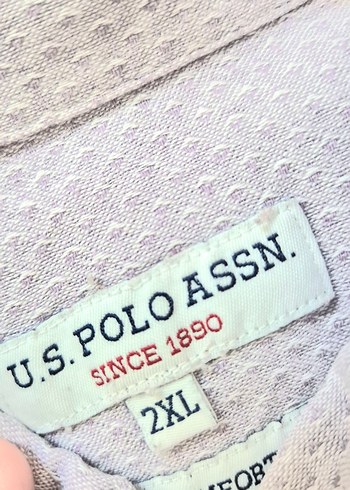 U.S. POLO ASSN.
SINCE 1890
2XL